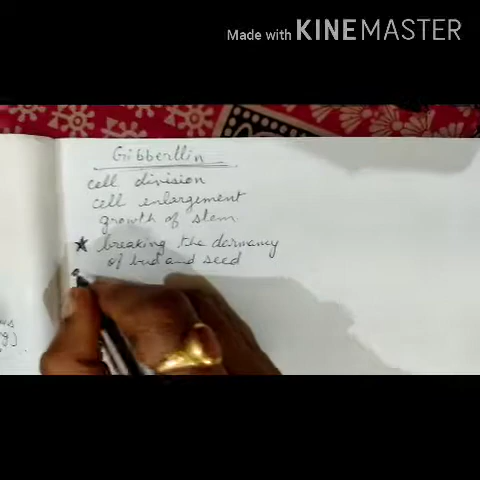 Made with KINEMASTER
Gibberllin
cell division
cell enlargement
growth of stem
★ breaking the dormancy
of bud and seed